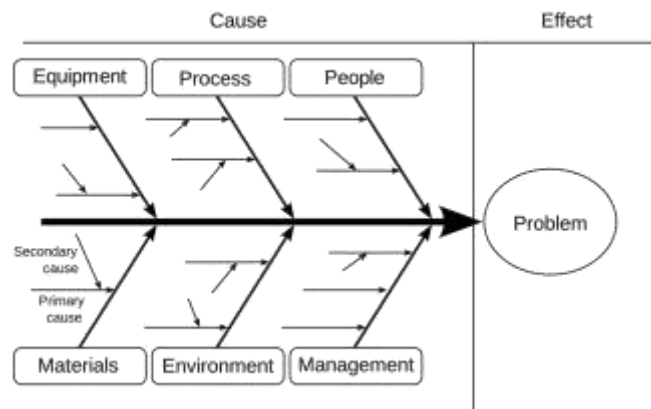 Cause
Effect
Equipment
Process
People
Problem
Secondary
cause
Primary
cause
Materials
Environment
Management